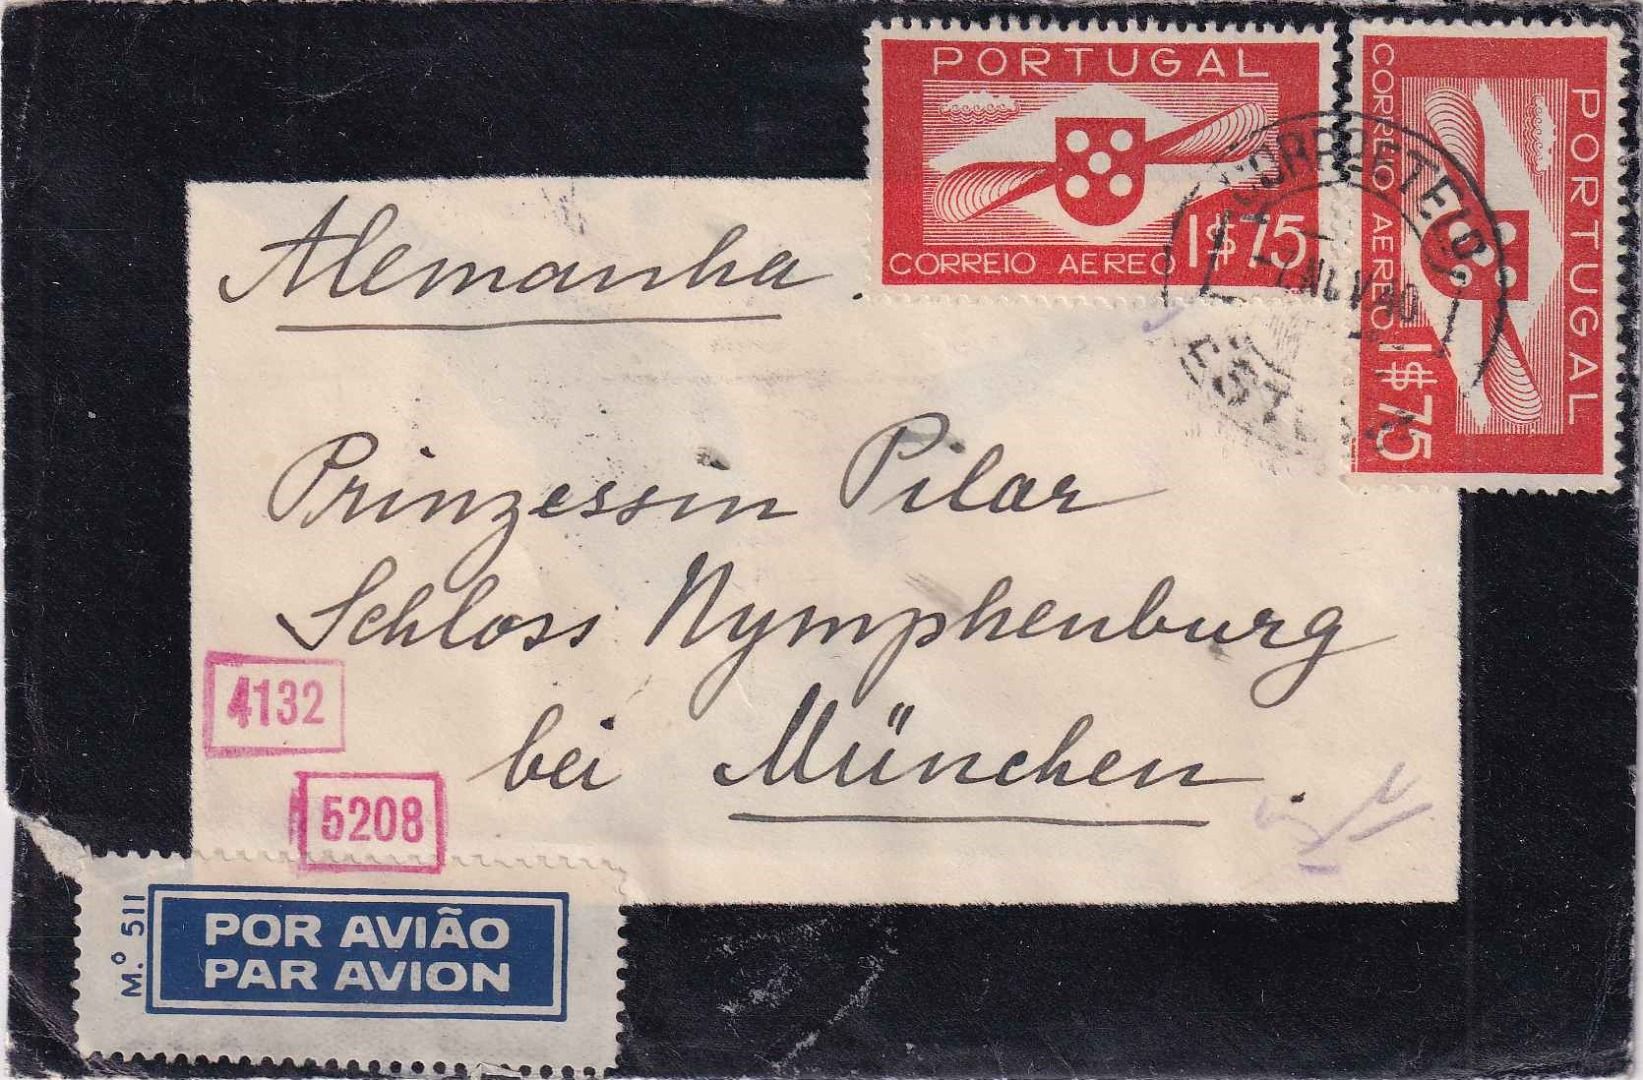 PORTUGAL
CORREIO AEREO 1$75
PORTUGAL
CORREIO AEREO 1$75
Alemanha.
Prinzessin Pilar
Schloss Nymphenburg
bei München.
4132
5208
M.º 511
POR AVIÃO
PAR AVION